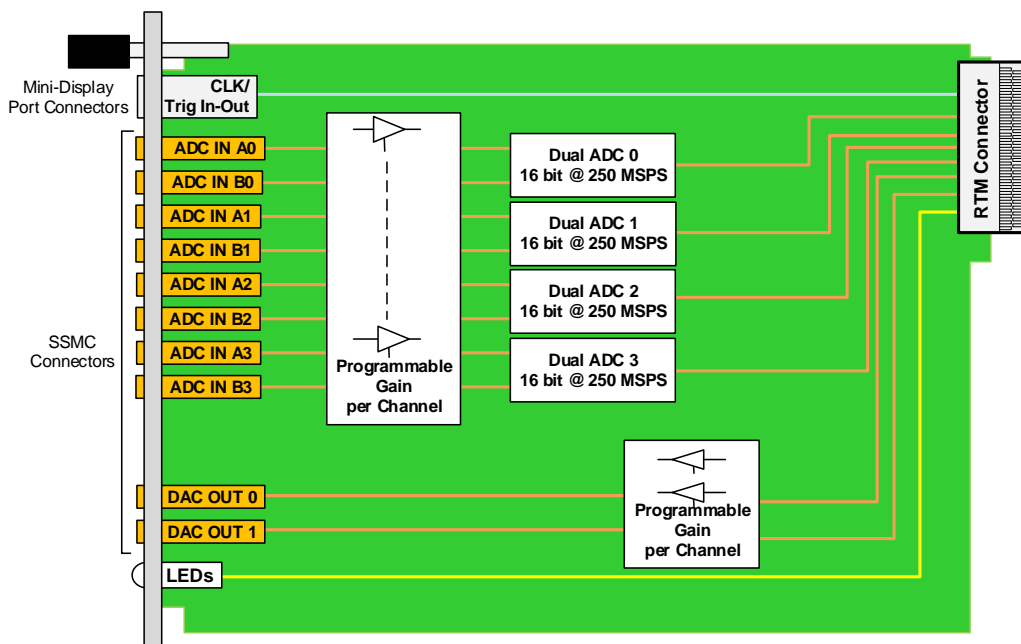 Mini-Display
Port Connectors
CLK/
Trig In-Out
SSMC
Connectors
ADC IN A0
ADC IN B0
ADC IN A1
ADC IN B1
ADC IN A2
ADC IN B2
ADC IN A3
ADC IN B3
Programmable
Gain
per Channel
Dual ADC 0
16 bit @ 250 MSPS
Dual ADC 1
16 bit @ 250 MSPS
Dual ADC 2
16 bit @ 250 MSPS
Dual ADC 3
16 bit @ 250 MSPS
RTM Connector
DAC OUT 0
DAC OUT 1
Programmable
Gain
per Channel
LEDs